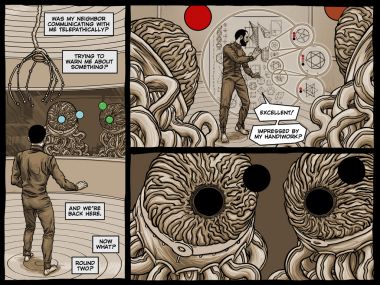 WAS MY NEIGHBOR
COMMUNICATING WITH
ME TELEPATHICALLY?
TRYING TO
WARN ME ABOUT
SOMETHING?
AND WE'RE
BACK HERE.
NOW
WHAT?
ROUND
TWO?
EXCELLENT!
IMPRESSED BY
MY HANDIWORK?